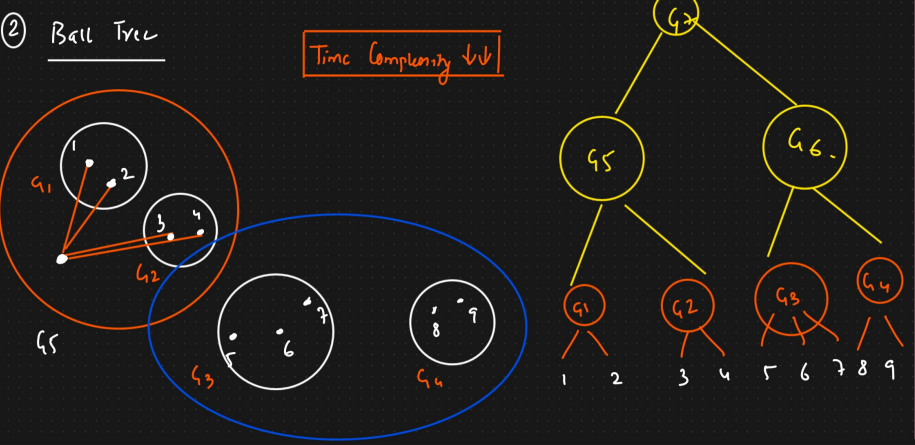 ② Ball Tree
Time Complexity ↓↓
G7
1
2
G1
3 4
G2
G5
5
6
7
G3
8
9
G4
G5
G6.
G1
G2
G3
G4
1 2 3 4 5 6 7 8 9